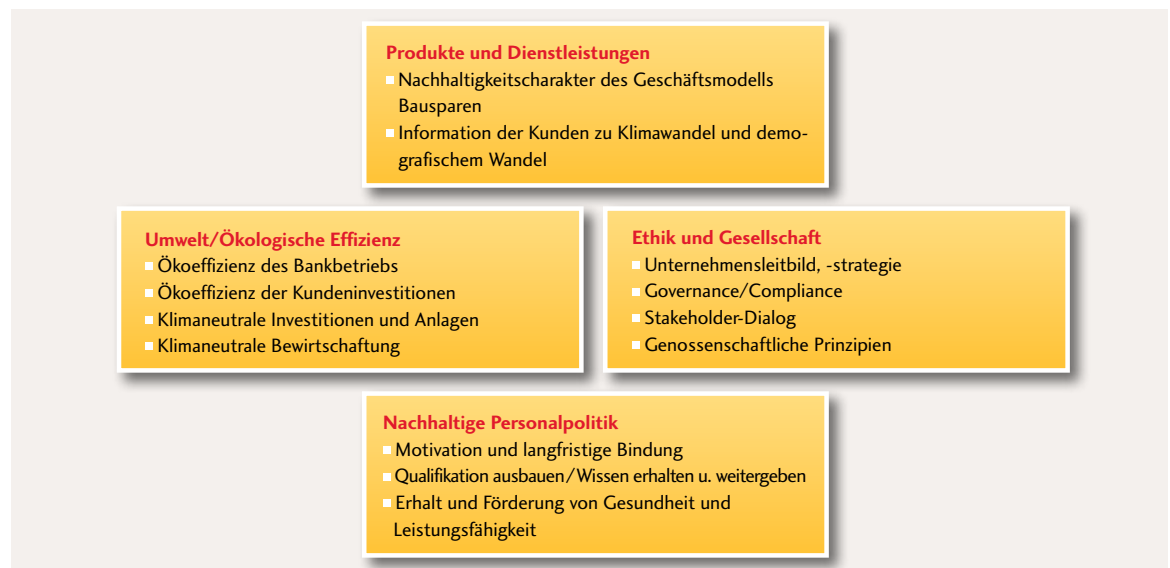 Produkte und Dienstleistungen
Nachhaltigkeitscharakter des Geschäftsmodells
Bausparen
Information der Kunden zu Klimawandel und demo-
grafischem Wandel
Umwelt/Ökologische Effizienz
Ökoeffizienz des Bankbetriebs
Ökoeffizienz der Kundeninvestitionen
Klimaneutrale Investitionen und Anlagen
Klimaneutrale Bewirtschaftung
Ethik und Gesellschaft
Unternehmensleitbild, -strategie
Governance/Compliance
Stakeholder-Dialog
Genossenschaftliche Prinzipien
Nachhaltige Personalpolitik
Motivation und langfristige Bindung
Qualifikation ausbauen/Wissen erhalten u. weitergeben
Erhalt und Förderung von Gesundheit und
Leistungsfähigkeit